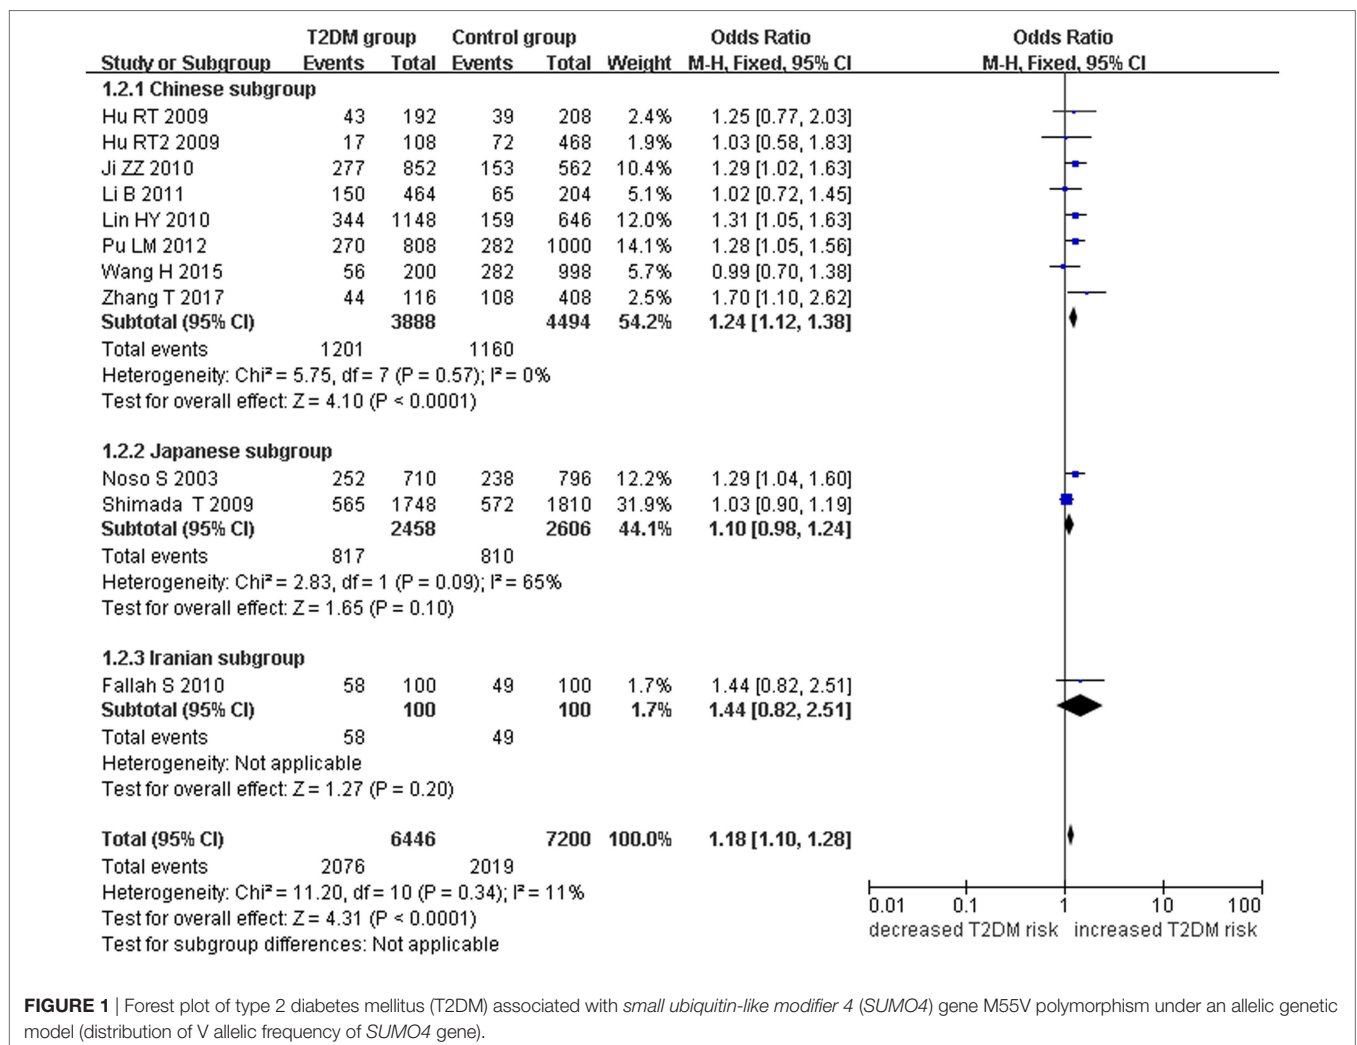 T2DM group Control group Odds Ratio Odds Ratio
Study or Subgroup Events Total Events Total Weight M-H, Fixed, 95% CI M-H, Fixed, 95% CI
1.2.1 Chinese subgroup
Hu RT 2009 43 192 39 208 2.4% 1.25 [0.77, 2.03]
Hu RT2 2009 17 108 72 468 1.9% 1.03 [0.58, 1.83]
Ji ZZ 2010 277 852 153 562 10.4% 1.29 [1.02, 1.63]
Li B 2011 150 464 65 204 5.1% 1.02 [0.72, 1.45]
Lin HY 2010 344 1148 159 646 12.0% 1.31 [1.05, 1.63]
Pu LM 2012 270 808 282 1000 14.1% 1.28 [1.05, 1.56]
Wang H 2015 56 200 282 998 5.7% 0.99 [0.70, 1.38]
Zhang T 2017 44 116 108 408 2.5% 1.70 [1.10, 2.62]
Subtotal (95% CI) 3888 4494 54.2% 1.24 [1.12, 1.38]
Total events 1201 1160
Heterogeneity: Chi² = 5.75, df = 7 (P = 0.57); I² = 0%
Test for overall effect: Z = 4.10 (P < 0.0001)
1.2.2 Japanese subgroup
Noso S 2003 252 710 238 796 12.2% 1.29 [1.04, 1.60]
Shimada T 2009 565 1748 572 1810 31.9% 1.03 [0.90, 1.19]
Subtotal (95% CI) 2458 2606 44.1% 1.10 [0.98, 1.24]
Total events 817 810
Heterogeneity: Chi² = 2.83, df = 1 (P = 0.09); I² = 65%
Test for overall effect: Z = 1.65 (P = 0.10)
1.2.3 Iranian subgroup
Fallah S 2010 58 100 49 100 1.7% 1.44 [0.82, 2.51]
Subtotal (95% CI) 100 100 1.7% 1.44 [0.82, 2.51]
Total events 58 49
Heterogeneity: Not applicable
Test for overall effect: Z = 1.27 (P = 0.20)
Total (95% CI) 6446 7200 100.0% 1.18 [1.10, 1.28]
Total events 2076 2019
Heterogeneity: Chi² = 11.20, df = 10 (P = 0.34); I² = 11%
Test for overall effect: Z = 4.31 (P < 0.0001)
Test for subgroup differences: Not applicable
0.01 0.1 1 10 100
decreased T2DM risk increased T2DM risk
FIGURE 1 | Forest plot of type 2 diabetes mellitus (T2DM) associated with small ubiquitin-like modifier 4 (SUMO4) gene M55V polymorphism under an allelic genetic
model (distribution of V allelic frequency of SUMO4 gene).